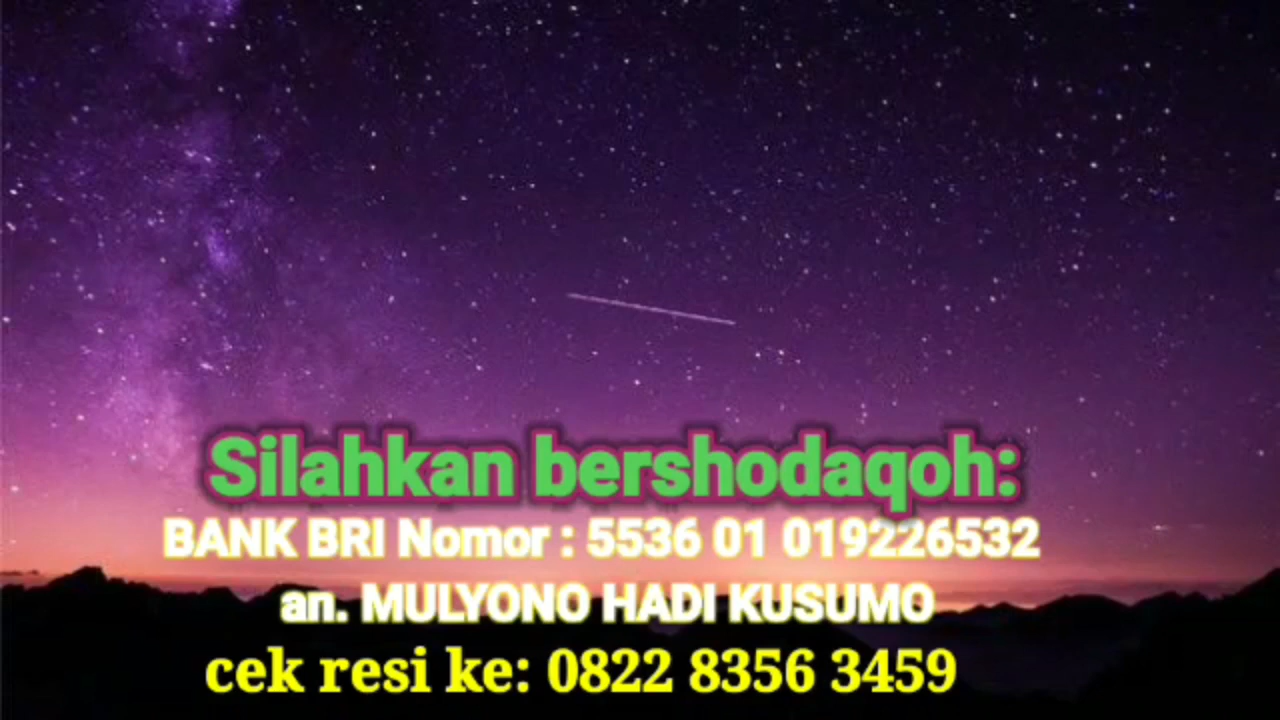 Silahkan bershodaqoh:
BANK BRI Nomor : 5536 01 019226532
an. MULYONO HADI KUSUMO
cek resi ke: 0822 8356 3459